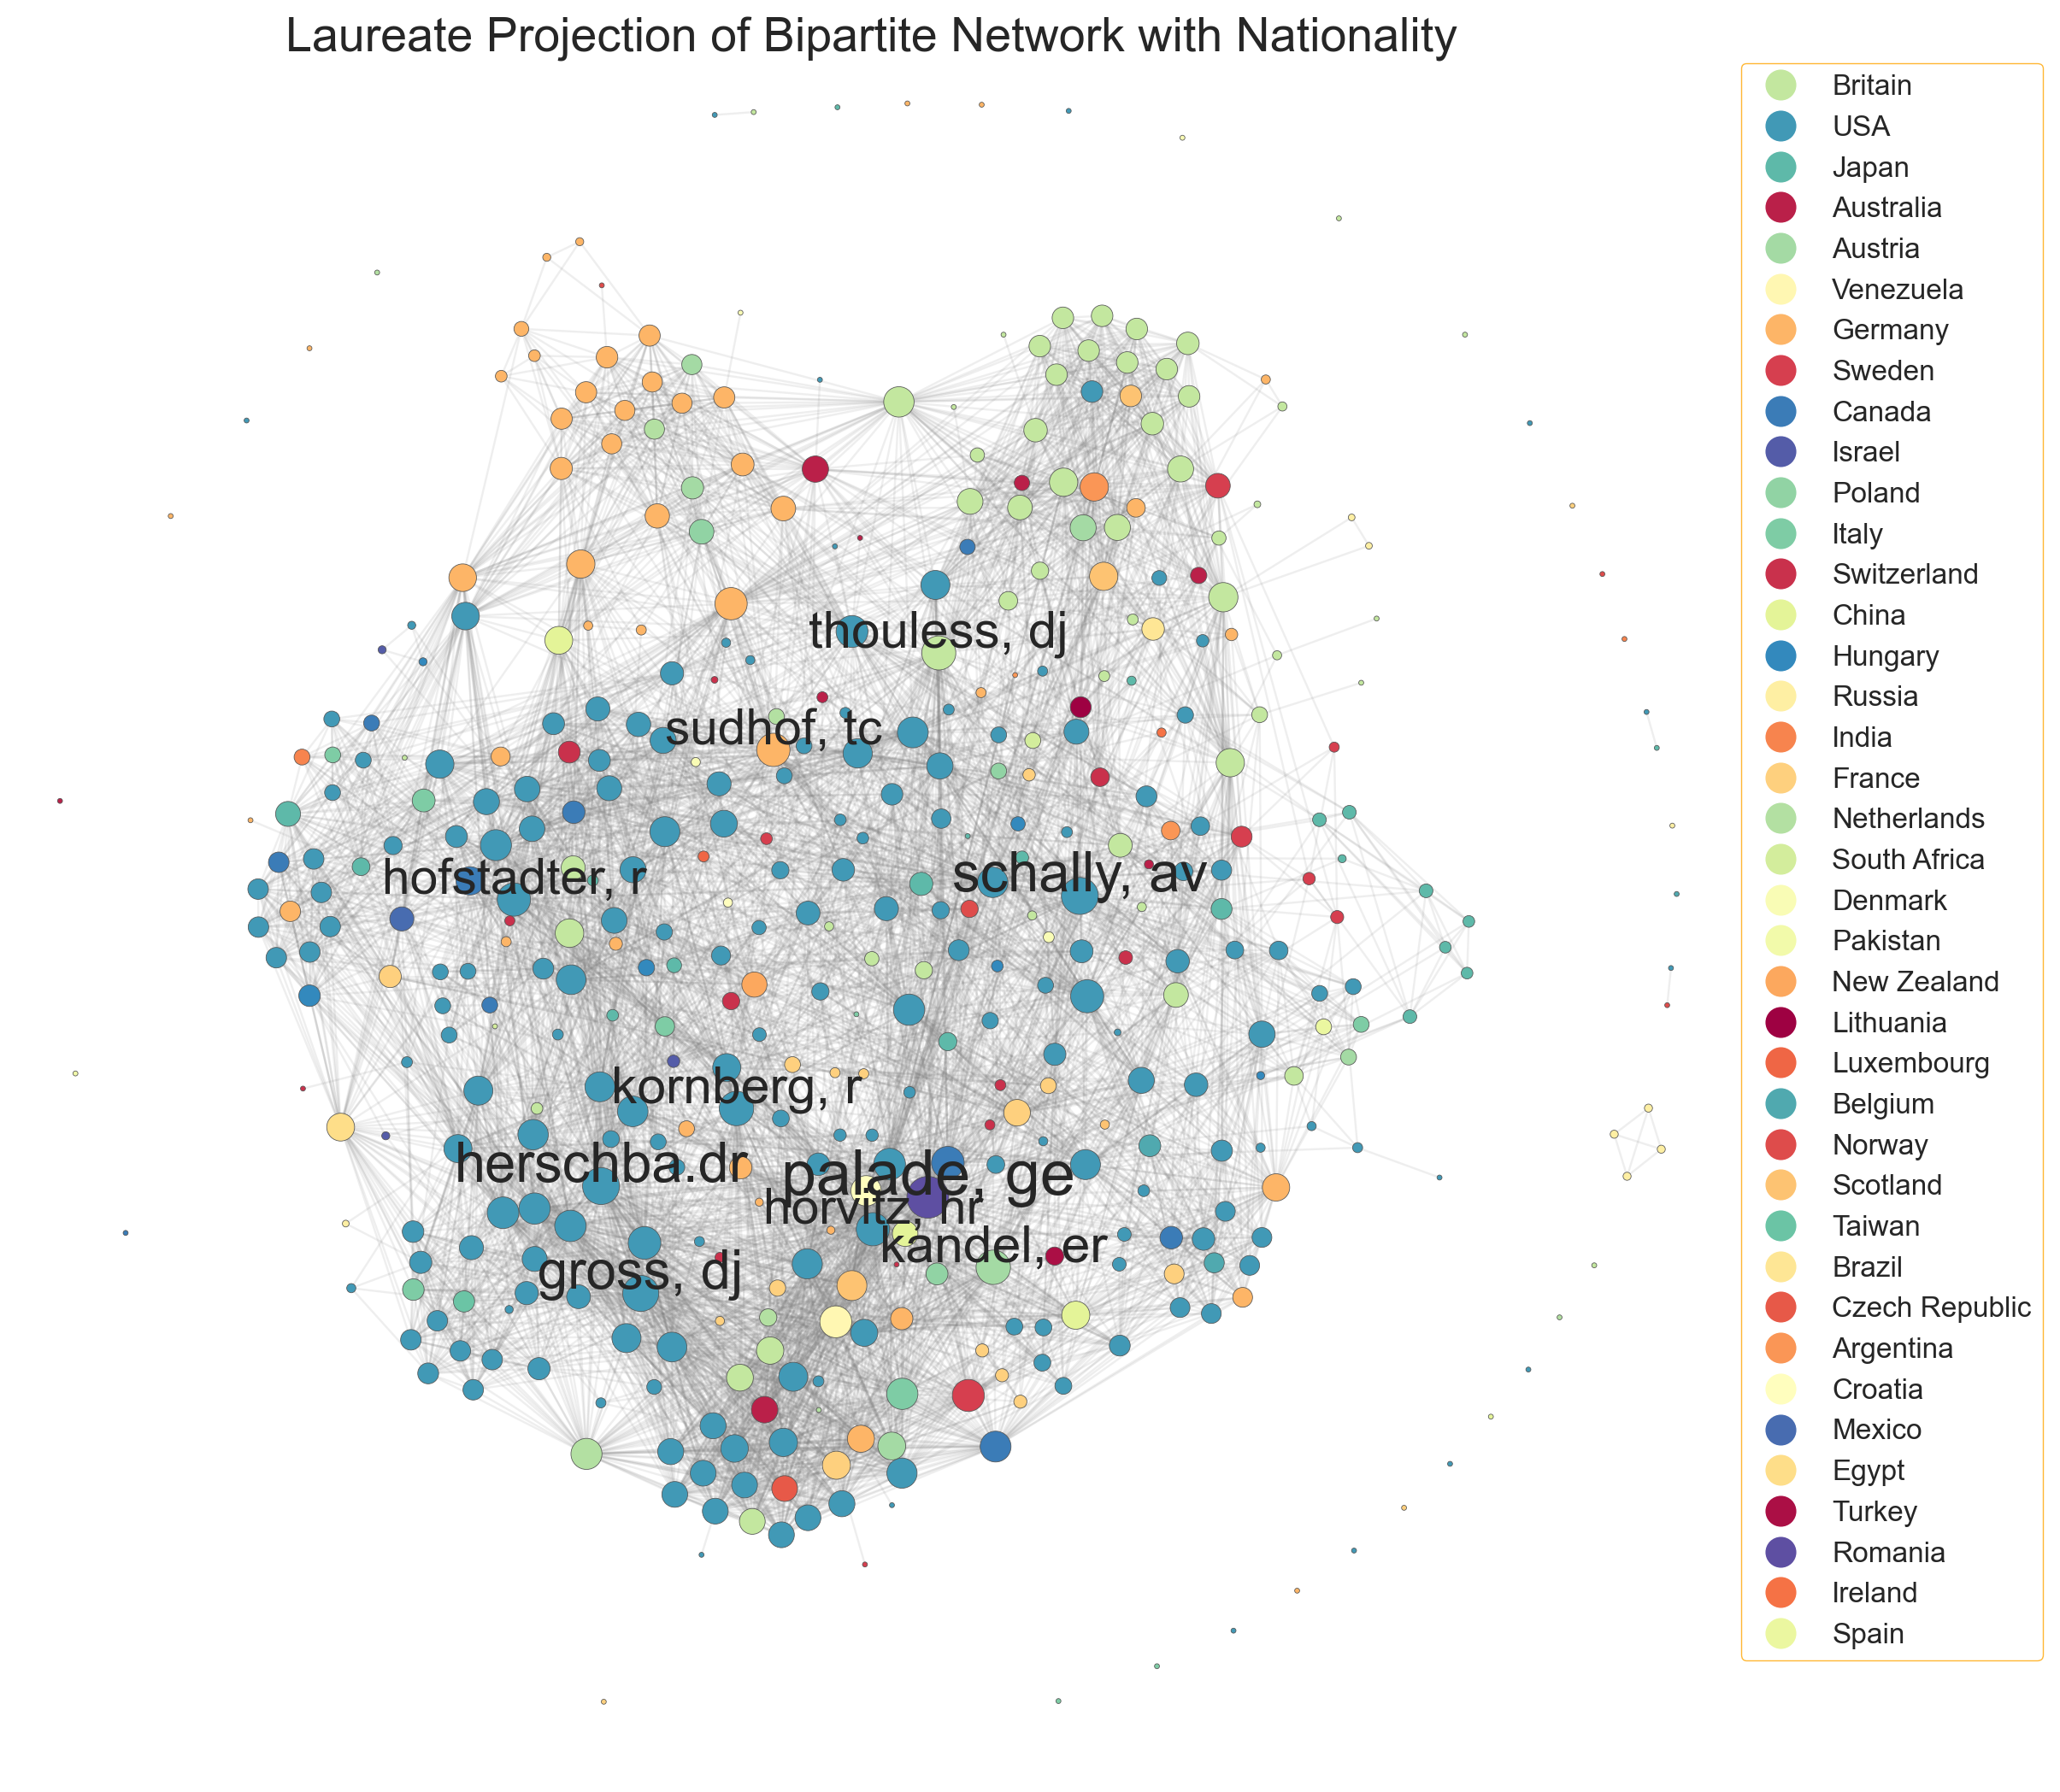 Laureate Projection of Bipartite Network with Nationality
Britain
USA
Japan
Australia
Austria
Venezuela
Germany
Sweden
Canada
Israel
Poland
Italy
Switzerland
China
Hungary
Russia
India
France
Netherlands
South Africa
Denmark
Pakistan
New Zealand
Lithuania
Luxembourg
Belgium
Norway
Scotland
Taiwan
Brazil
Czech Republic
Argentina
Croatia
Mexico
Egypt
Turkey
Romania
Ireland
Spain
thouless, dj
sudhof, tc
hofstadter, r
schally, av
kornberg, r
herschba.dr
palade, ge
horvitz, hr
kandel, er
gross, dj